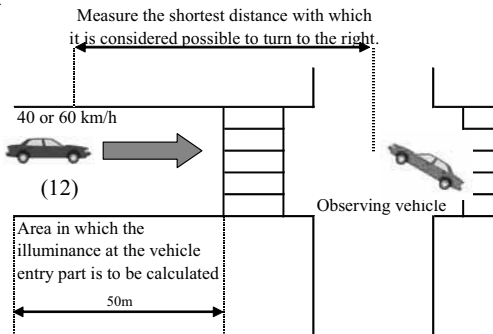 Measure the shortest distance with which
it is considered possible to turn to the right.
40 or 60 km/h
(12)
Observing vehicle
Area in which the
illuminance at the vehicle
entry part is to be calculated
50m